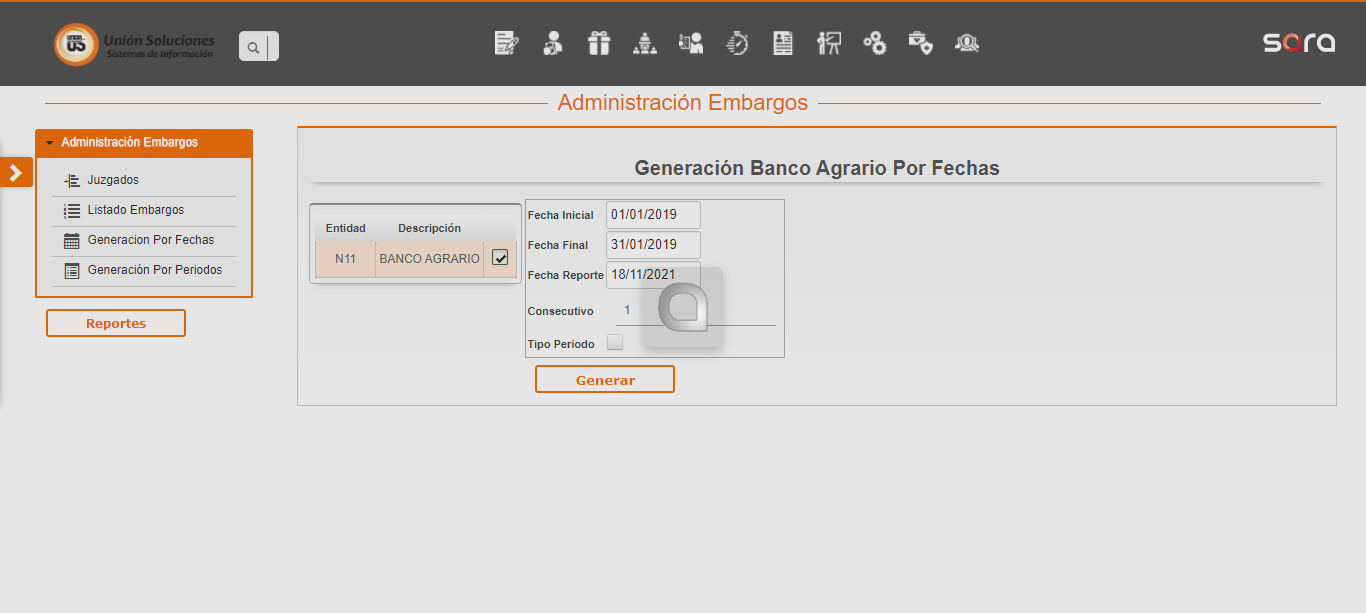 UNION
US
Unión Soluciones
Sistemas de Información
sara
Administración Embargos
Administración Embargos
Juzgados
Listado Embargos
Generacion Por Fechas
Generación Por Periodos
Reportes
Generación Banco Agrario Por Fechas
Entidad Descripción
N11 BANCO AGRARIO
Fecha Inicial 01/01/2019
Fecha Final 31/01/2019
Fecha Reporte 18/11/2021
Consecutivo 1
Tipo Periodo
Generar